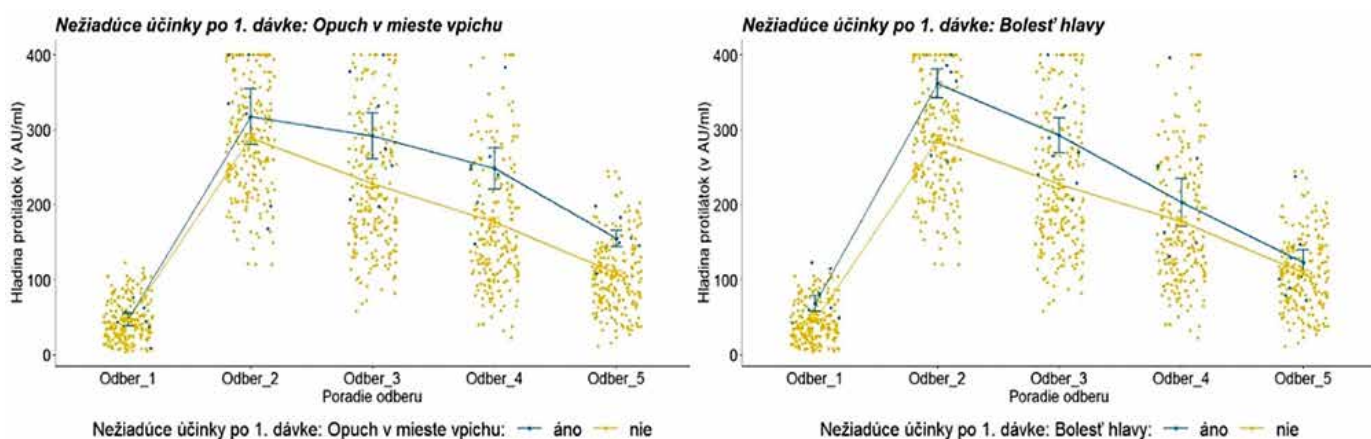 Nežiadúce účinky po 1. dávke: Opuch v mieste vpichu
Hladina protilátok (v AU/ml)
400
300
200
100
0
Odber_1 Odber_2 Odber_3 Odber_4 Odber_5
Poradie odberu
Nežiadúce účinky po 1. dávke: Opuch v mieste vpichu: áno nie
Nežiadúce účinky po 1. dávke: Bolesť hlavy
Hladina protilátok (v AU/ml)
400
300
200
100
0
Odber_1 Odber_2 Odber_3 Odber_4 Odber_5
Poradie odberu
Nežiadúce účinky po 1. dávke: Bolesť hlavy: áno nie